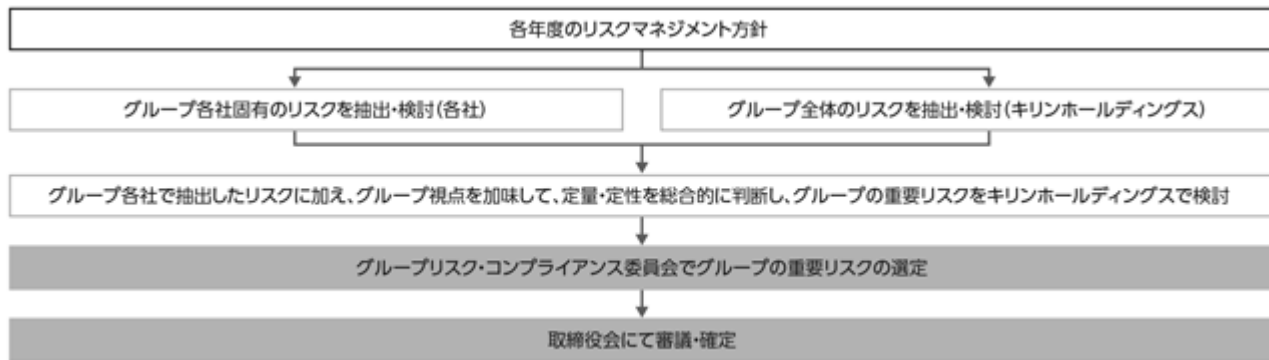 各年度のリスクマネジメント方針
グループ各社固有のリスクを抽出・検討(各社)
グループ全体のリスクを抽出・検討(キリンホールディングス)
グループ各社で抽出したリスクに加え、グループ視点を加味して、定量・定性を総合的に判断し、グループの重要リスクをキリンホールディングスで検討
グループリスク・コンプライアンス委員会でグループの重要リスクの選定
取締役会にて審議・確定